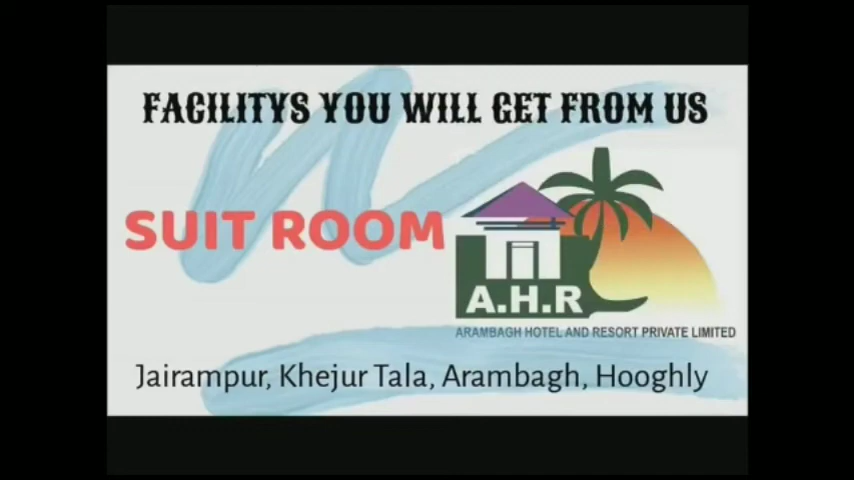 FACILITYS YOU WILL GET FROM US
SUIT ROOM
A.H.R
ARAMBAGH HOTEL AND RESORT PRIVATE LIMITED
Jairampur, Khejur Tala, Arambagh, Hooghly